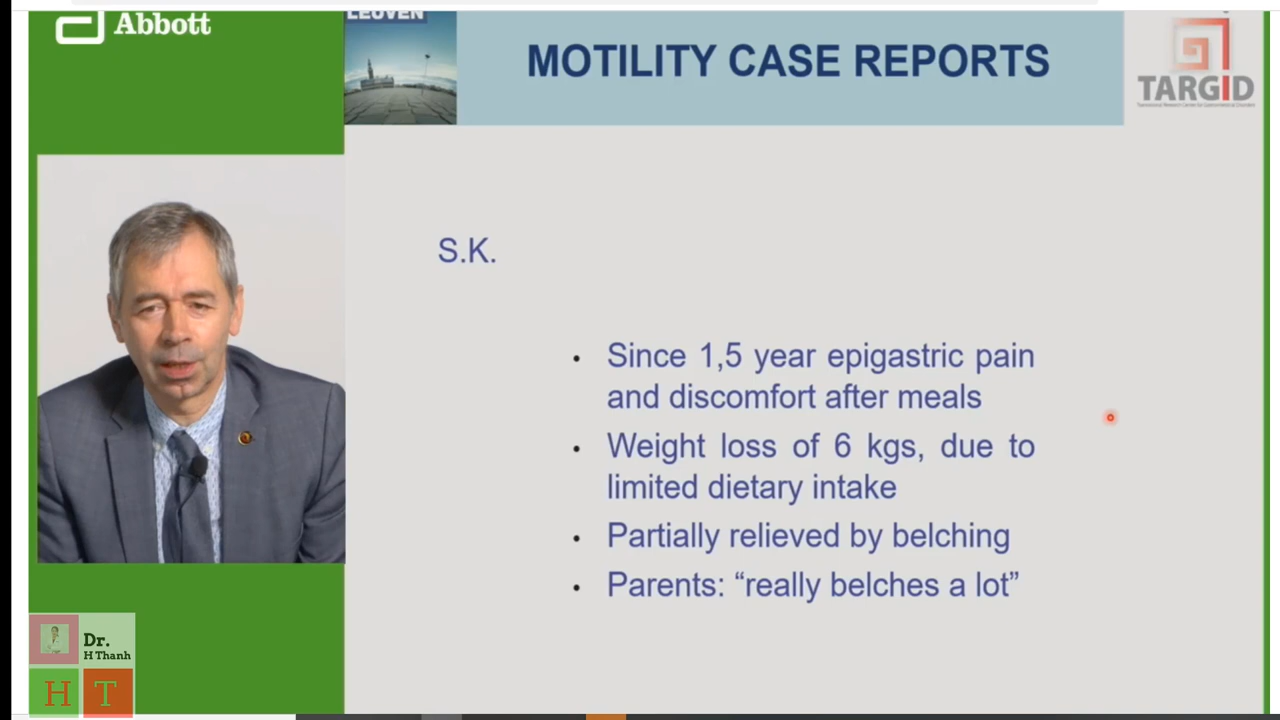 Abbott
LEUVEN
MOTILITY CASE REPORTS
TARGID
S.K.
• Since 1,5 year epigastric pain
and discomfort after meals
• Weight loss of 6 kgs, due to
limited dietary intake
• Partially relieved by belching
• Parents: “really belches a lot”
Dr.
H Thanh
H T